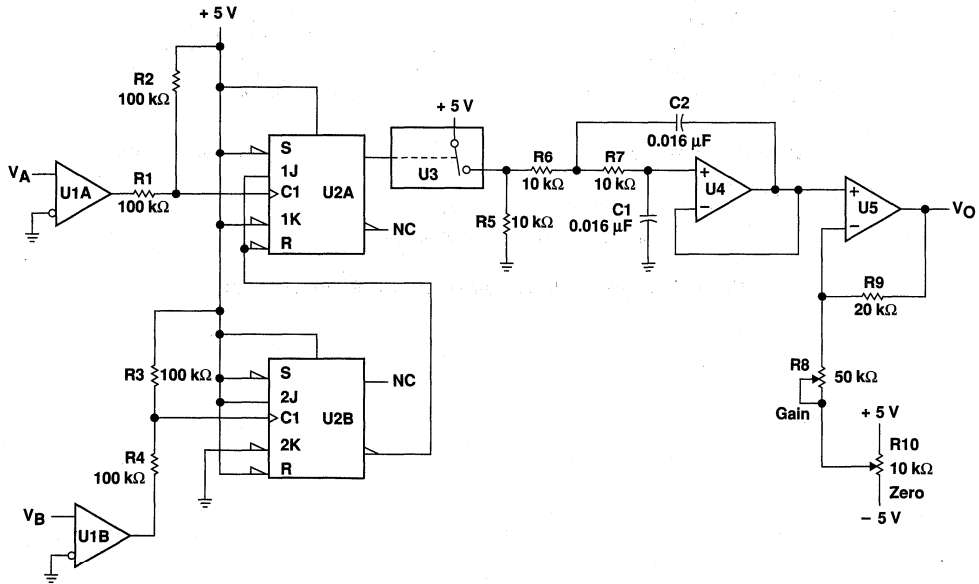 + 5 V
R2
100 kΩ
VA
U1A
R1
100 kΩ
S
1J
C1
1K
R
U2A
NC
+ 5 V
U3
R5
10 kΩ
R6
10 kΩ
C2
0.016 µF
R7
10 kΩ
C1
0.016 µF
+
–
U4
+
–
U5
VO
R9
20 kΩ
R8
50 kΩ
Gain
+ 5 V
R10
10 kΩ
Zero
– 5 V
R3
100 kΩ
R4
100 kΩ
VB
U1B
S
2J
C1
2K
R
U2B
NC